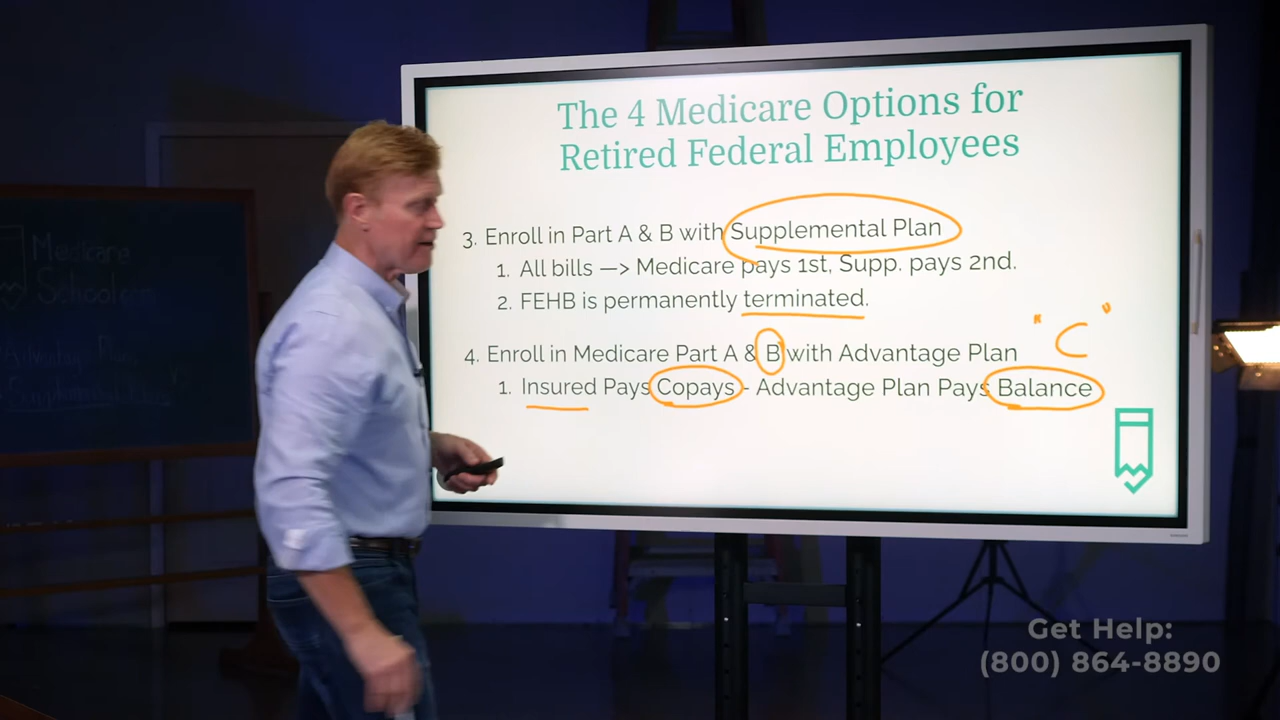 The 4 Medicare Options for
Retired Federal Employees
3. Enroll in Part A & B with Supplemental Plan
1. All bills —> Medicare pays 1st, Supp. pays 2nd.
2. FEHB is permanently terminated.
4. Enroll in Medicare Part A & B with Advantage Plan
"C"
1. Insured Pays Copays - Advantage Plan Pays Balance
Medicare
School
Get Help:
(800) 864-8890